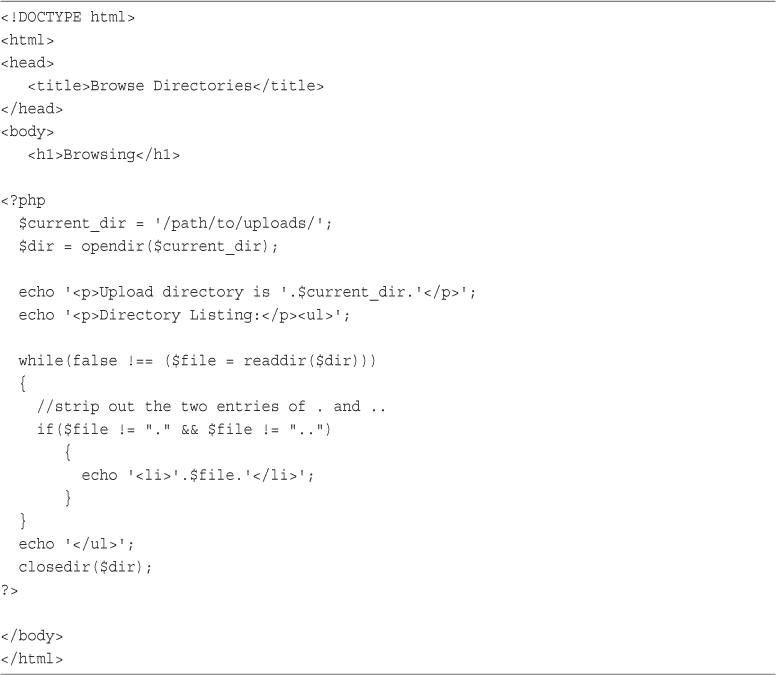 <!DOCTYPE html>
<html>
<head>
   <title>Browse Directories</title>
</head>
<body>
   <h1>Browsing</h1>

<?php
  $current_dir = '/path/to/uploads/';
  $dir = opendir($current_dir);

  echo '<p>Upload directory is '.$current_dir.'</p>';
  echo '<p>Directory Listing:</p><ul>';

  while(false !== ($file = readdir($dir)))
  {
    //strip out the two entries of . and ..
    if($file != "." && $file != "..")
       {
         echo '<li>'.$file.'</li>';
       }
  }
  echo '</ul>';
  closedir($dir);
?>

</body>
</html>